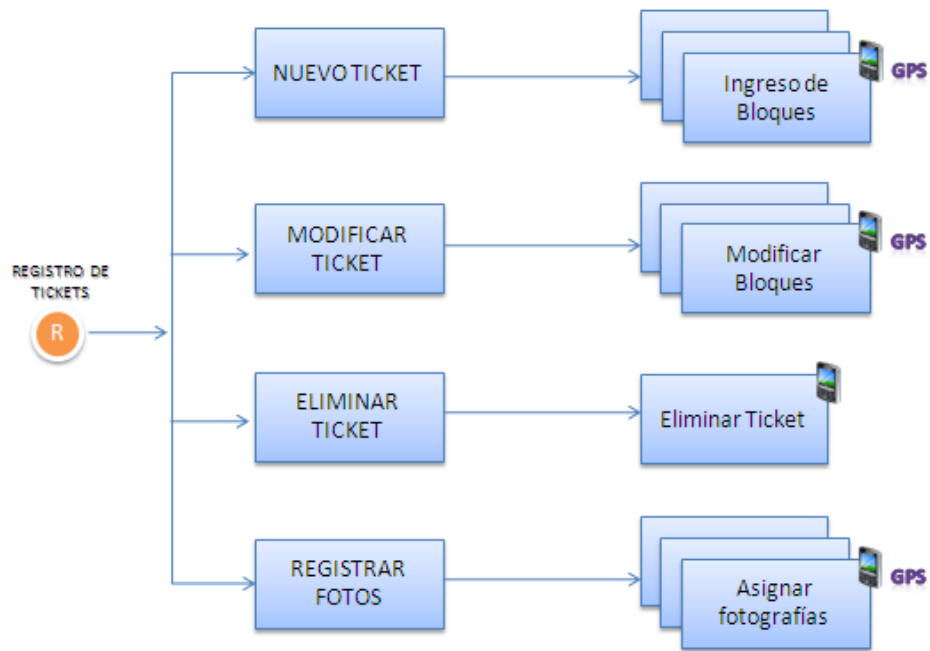 NUEVO TICKET
Ingreso de
Bloques
GPS
MODIFICAR
TICKET
Modificar
Bloques
GPS
REGISTRO DE
TICKETS
R
ELIMINAR
TICKET
Eliminar Ticket
REGISTRAR
FOTOS
Asignar
fotografías
GPS